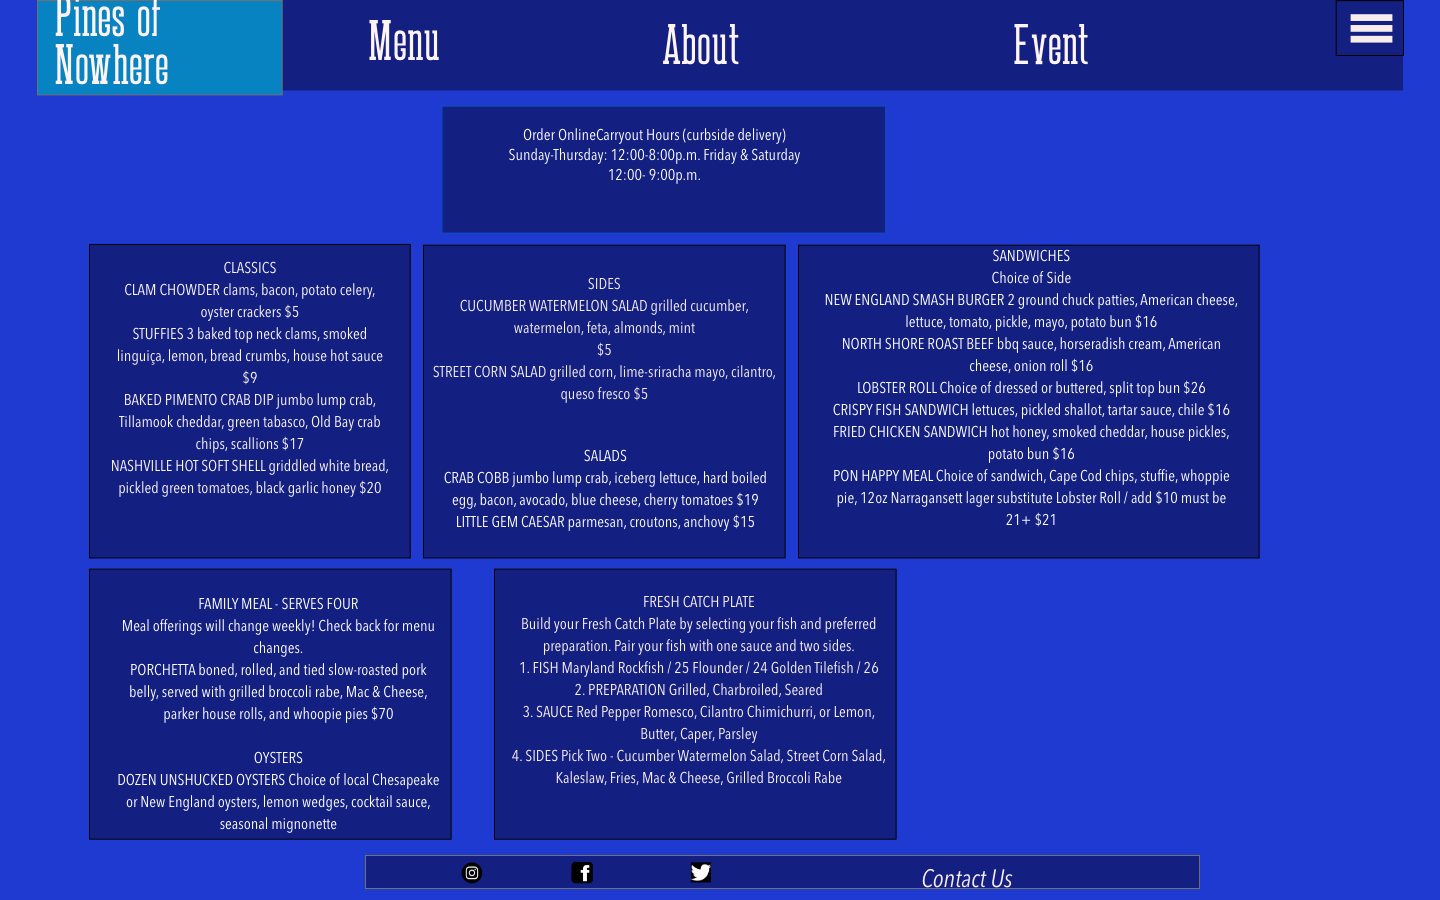 Pines of
Nowhere
Menu
About
Event
Order OnlineCarryout Hours (curbside delivery)
Sunday-Thursday: 12:00-8:00p.m. Friday & Saturday
12:00- 9:00p.m.
CLASSICS
CLAM CHOWDER clams, bacon, potato celery,
oyster crackers $5
STUFFIES 3 baked top neck clams, smoked
linguiça, lemon, bread crumbs, house hot sauce
$9
BAKED PIMENTO CRAB DIP jumbo lump crab,
Tillamook cheddar, green tabasco, Old Bay crab
chips, scallions $17
NASHVILLE HOT SOFT SHELL griddled white bread,
pickled green tomatoes, black garlic honey $20
SIDES
CUCUMBER WATERMELON SALAD grilled cucumber,
watermelon, feta, almonds, mint
$5
STREET CORN SALAD grilled corn, lime-sriracha mayo, cilantro,
queso fresco $5
SALADS
CRAB COBB jumbo lump crab, iceberg lettuce, hard boiled
egg, bacon, avocado, blue cheese, cherry tomatoes $19
LITTLE GEM CAESAR parmesan, croutons, anchovy $15
SANDWICHES
Choice of Side
NEW ENGLAND SMASH BURGER 2 ground chuck patties, American cheese,
lettuce, tomato, pickle, mayo, potato bun $16
NORTH SHORE ROAST BEEF bbq sauce, horseradish cream, American
cheese, onion roll $16
LOBSTER ROLL Choice of dressed or buttered, split top bun $26
CRISPY FISH SANDWICH lettuces, pickled shallot, tartar sauce, chile $16
FRIED CHICKEN SANDWICH hot honey, smoked cheddar, house pickles,
potato bun $16
PON HAPPY MEAL Choice of sandwich, Cape Cod chips, stuffie, whoppie
pie, 12oz Narragansett lager substitute Lobster Roll / add $10 must be
21+ $21
FAMILY MEAL - SERVES FOUR
Meal offerings will change weekly! Check back for menu
changes.
PORCHETTA boned, rolled, and tied slow-roasted pork
belly, served with grilled broccoli rabe, Mac & Cheese,
parker house rolls, and whoopie pies $70
OYSTERS
DOZEN UNSHUCKED OYSTERS Choice of local Chesapeake
or New England oysters, lemon wedges, cocktail sauce,
seasonal mignonette
FRESH CATCH PLATE
Build your Fresh Catch Plate by selecting your fish and preferred
preparation. Pair your fish with one sauce and two sides.
1. FISH Maryland Rockfish / 25 Flounder / 24 Golden Tilefish / 26
2. PREPARATION Grilled, Charbroiled, Seared
3. SAUCE Red Pepper Romesco, Cilantro Chimichurri, or Lemon,
Butter, Caper, Parsley
4. SIDES Pick Two - Cucumber Watermelon Salad, Street Corn Salad,
Kaleslaw, Fries, Mac & Cheese, Grilled Broccoli Rabe
Contact Us